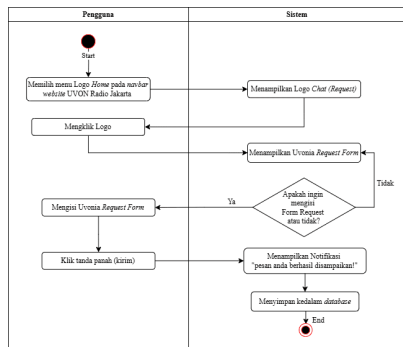 Pengguna
Sistem
Start
Memilih menu Logo Home pada navbar
website UVON Radio Jakarta
Menampilkan Logo Chat (Request)
Mengklik Logo
Menampilkan Uvonia Request Form
Tidak
Apakah ingin
mengisi
Form Request
atau tidak?
Ya
Mengisi Uvonia Request Form
Klik tanda panah (kirim)
Menampilkan Notifikasi
"pesan anda berhasil disampaikan!"
Menyimpan kedalam database
End